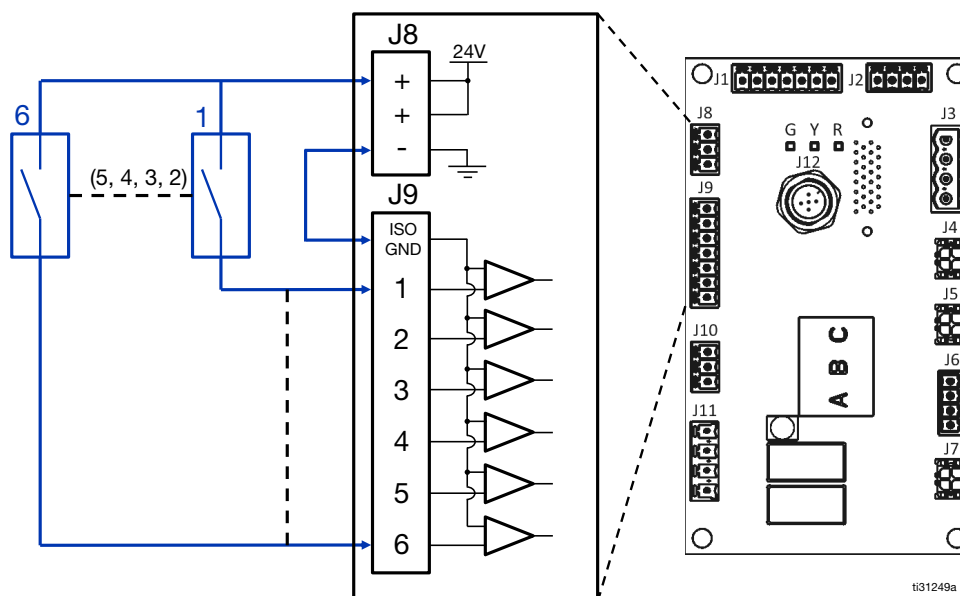 J8
24V
+
+
-
6
1
(5, 4, 3, 2)
J9
ISO
GND
1
2
3
4
5
6
J1
J2
J8
J3
G Y R
J12
J9
J4
J5
J10
A B C
J6
J11
J7
ti31249a